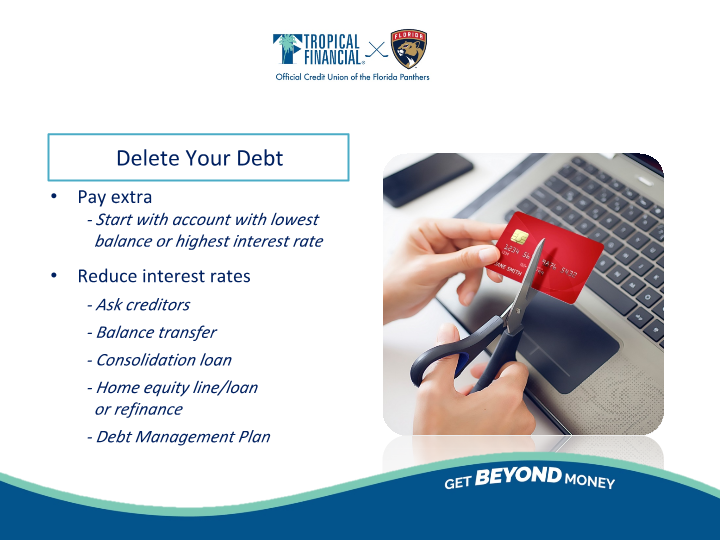 TROPICAL
FINANCIAL®
FLORIDA
Official Credit Union of the Florida Panthers
Delete Your Debt
• Pay extra
- Start with account with lowest
balance or highest interest rate
• Reduce interest rates
- Ask creditors
- Balance transfer
- Consolidation loan
- Home equity line/loan
or refinance
- Debt Management Plan
JANE SMITH
GET BEYOND MONEY